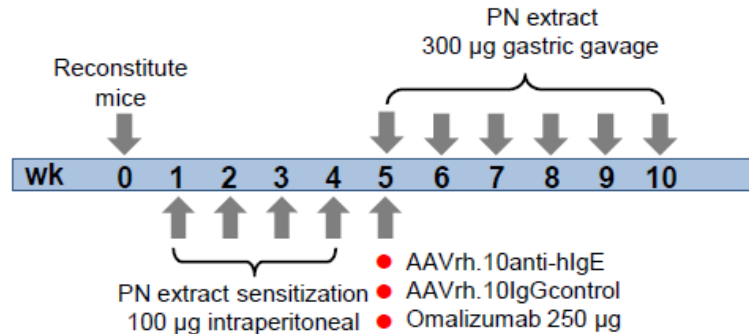 PN extract
300 µg gastric gavage
Reconstitute
mice
wk 0 1 2 3 4 5 6 7 8 9 10
PN extract sensitization
100 µg intraperitoneal
AAVrh.10anti-hIgE
AAVrh.10IgGcontrol
Omalizumab 250 µg